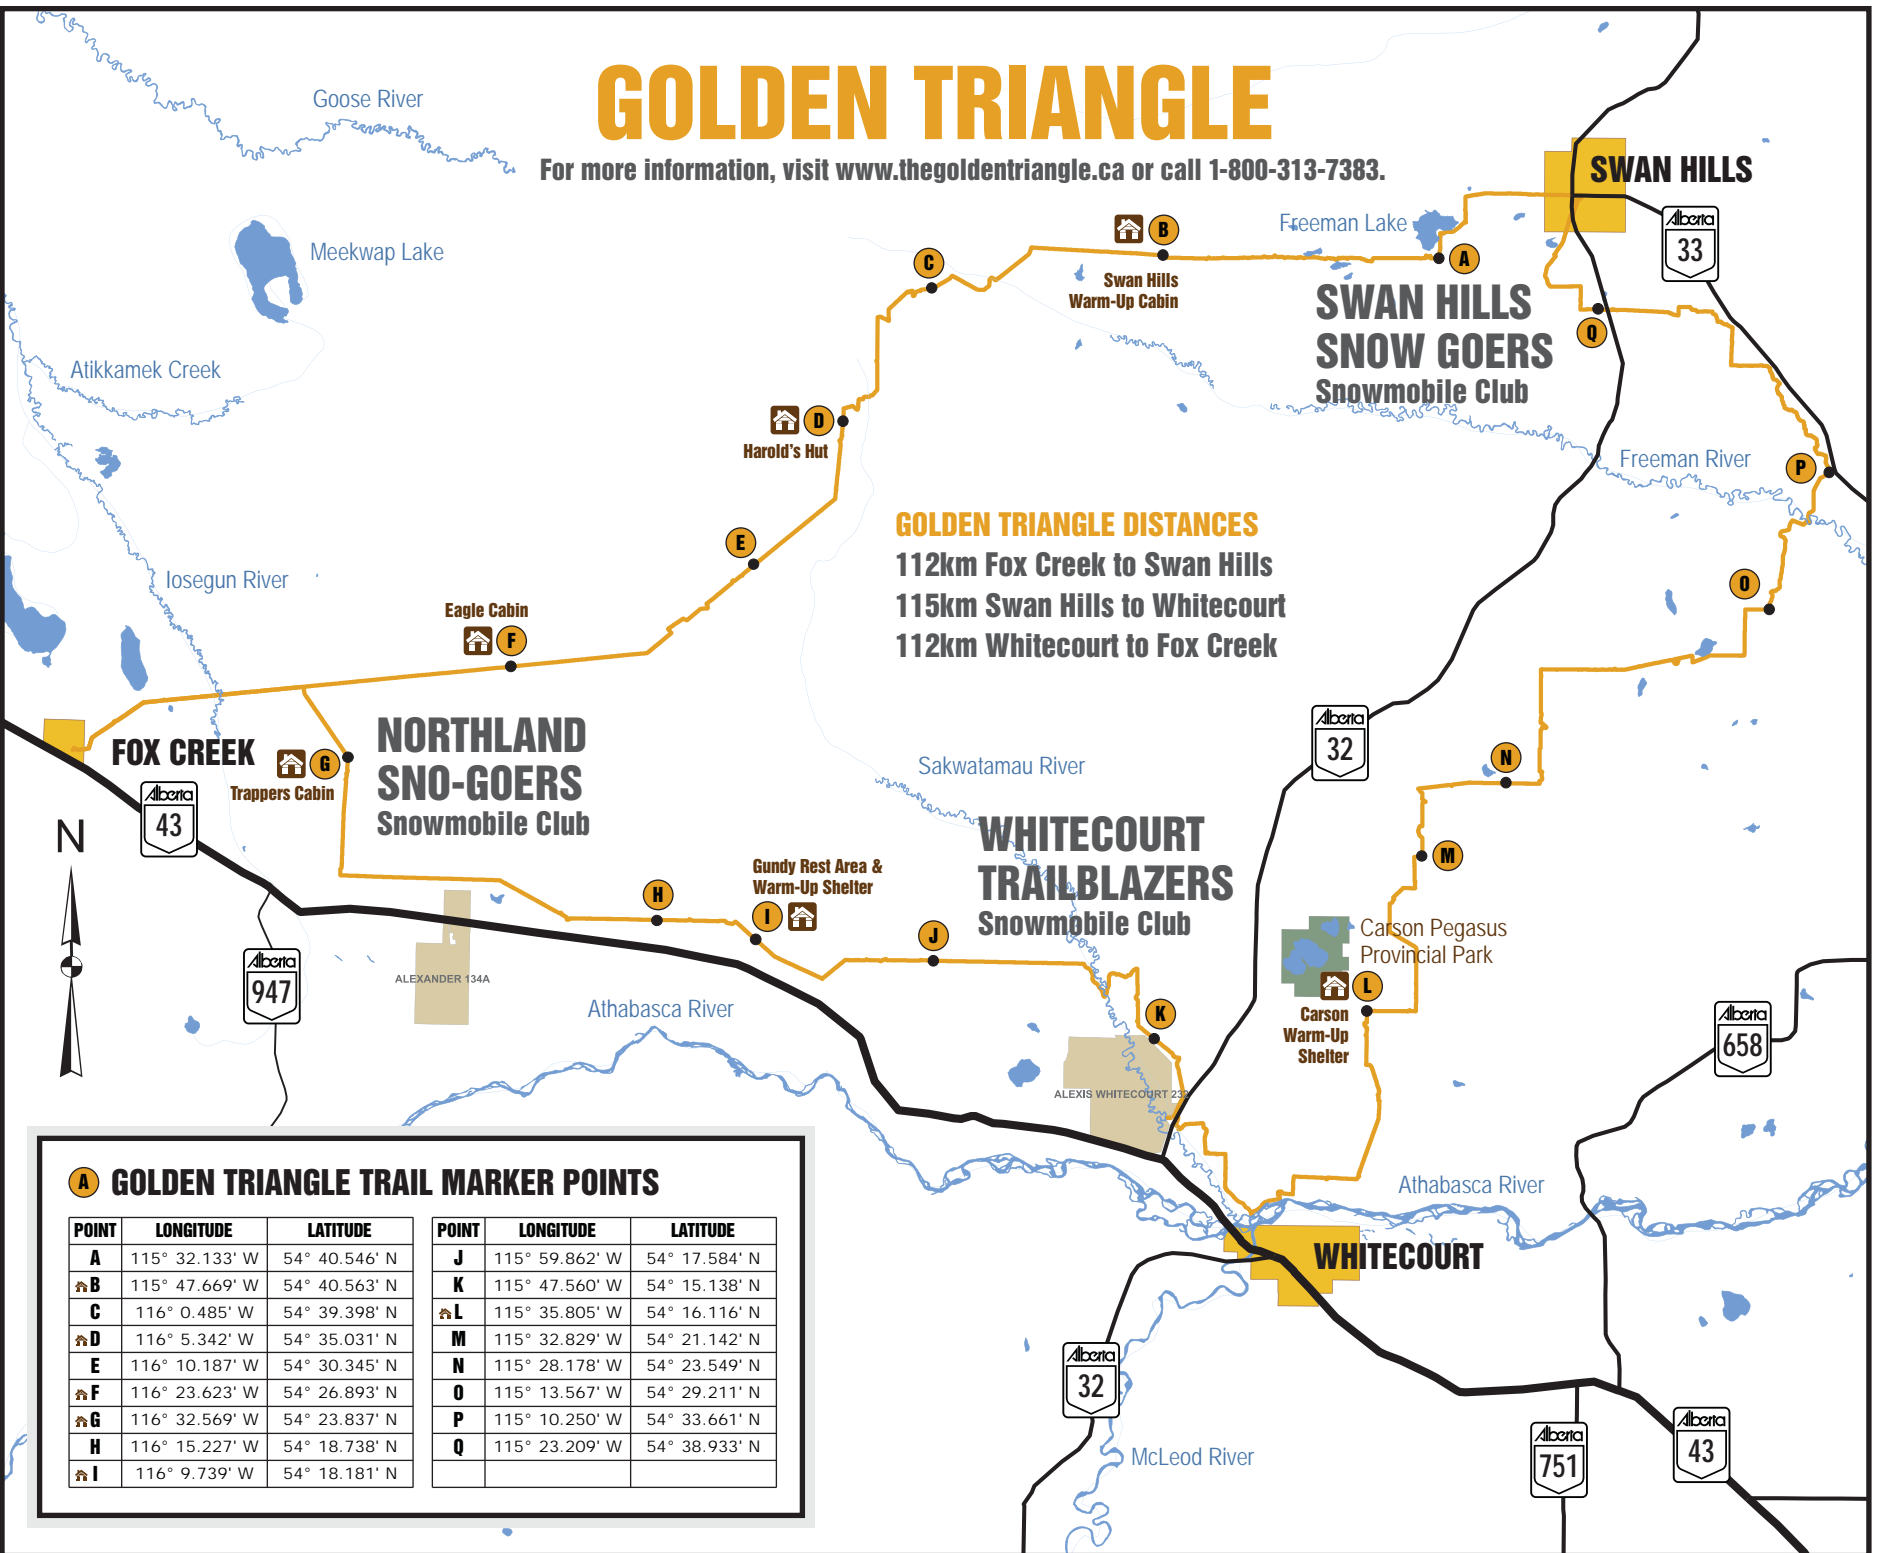 GOLDEN TRIANGLE
For more information, visit www.thegoldentriangle.ca or call 1-800-313-7383.
Goose River
SWAN HILLS
Alberta
33
Meekwap Lake
Freeman Lake
A
B
Swan Hills
Warm-Up Cabin
C
SWAN HILLS
SNOW GOERS
Snowmobile Club
Q
Atikkamek Creek
D
Harold's Hut
Freeman River
P
E
GOLDEN TRIANGLE DISTANCES
112km Fox Creek to Swan Hills
115km Swan Hills to Whitecourt
112km Whitecourt to Fox Creek
Iosegun River
O
Eagle Cabin
F
FOX CREEK
NORTHLAND
SNO-GOERS
Snowmobile Club
G
Trappers Cabin
Alberta
32
N
Sakwatamau River
Alberta
43
N
WHITECOURT
TRAILBLAZERS
Snowmobile Club
M
Gundy Rest Area &
Warm-Up Shelter
H
I
J
Carson Pegasus
Provincial Park
L
Carson
Warm-Up
Shelter
Alberta
947
ALEXANDER 134A
Athabasca River
K
Alberta
658
ALEXIS WHITECOURT 232
Athabasca River
WHITECOURT
Alberta
32
McLeod River
Alberta
751
Alberta
43
A GOLDEN TRIANGLE TRAIL MARKER POINTS
POINT LONGITUDE LATITUDE
A 115° 32.133' W 54° 40.546' N
B 115° 47.669' W 54° 40.563' N
C 116° 0.485' W 54° 39.398' N
D 116° 5.342' W 54° 35.031' N
E 116° 10.187' W 54° 30.345' N
F 116° 23.623' W 54° 26.893' N
G 116° 32.569' W 54° 23.837' N
H 116° 15.227' W 54° 18.738' N
I 116° 9.739' W 54° 18.181' N
POINT LONGITUDE LATITUDE
J 115° 59.862' W 54° 17.584' N
K 115° 47.560' W 54° 15.138' N
L 115° 35.805' W 54° 16.116' N
M 115° 32.829' W 54° 21.142' N
N 115° 28.178' W 54° 23.549' N
O 115° 13.567' W 54° 29.211' N
P 115° 10.250' W 54° 33.661' N
Q 115° 23.209' W 54° 38.933' N